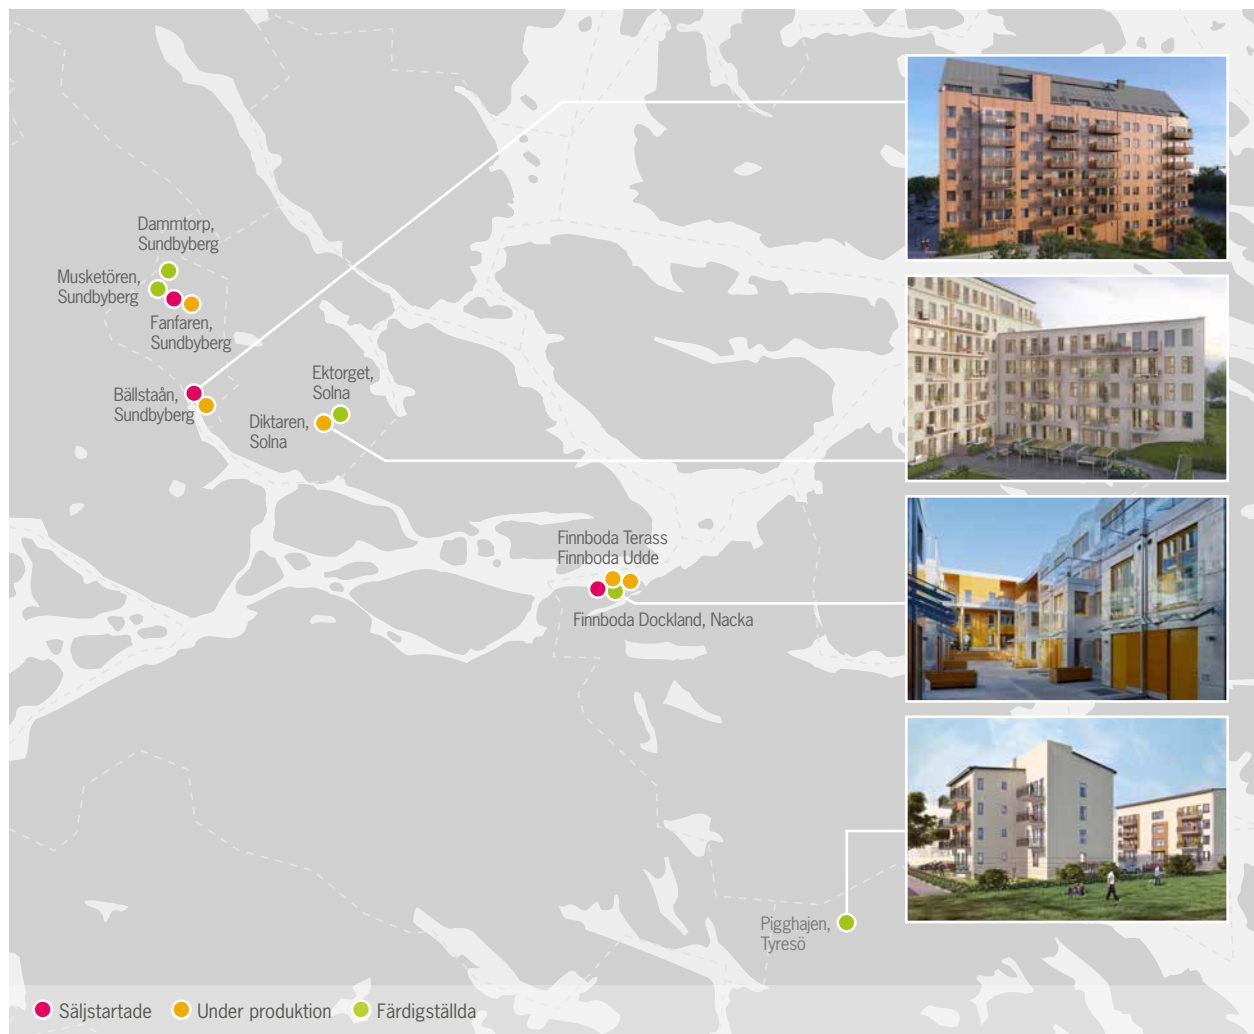 Dammtorp,
Sundbyberg
Musketören,
Sundbyberg
Fanfaren,
Sundbyberg
Bällstaån,
Sundbyberg
Ektorget,
Solna
Diktaren,
Solna
Finnboda Terass
Finnboda Udde
Finnboda Dockland, Nacka
Pigghajen,
Tyresö
Säljstartade
Under produktion
Färdigställda